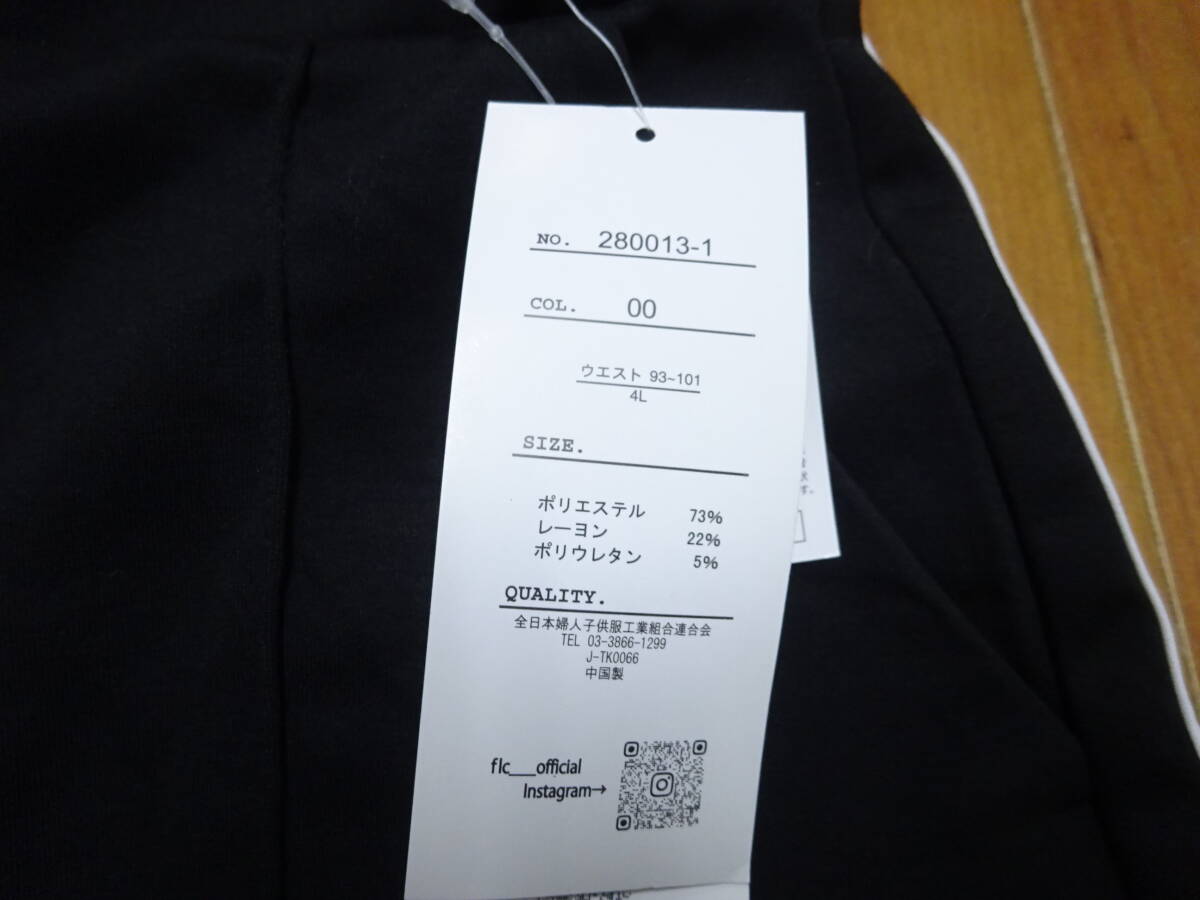 NO. 280013-1
COL. 00
ウエスト 93~101
4L
SIZE.
ポリエステル 73%
レーヨン 22%
ポリウレタン 5%
QUALITY.
全日本婦人子供服工業組合連合会
TEL 03-3866-1299
J-TK0066
中国製
flc___official
Instagram→
す。